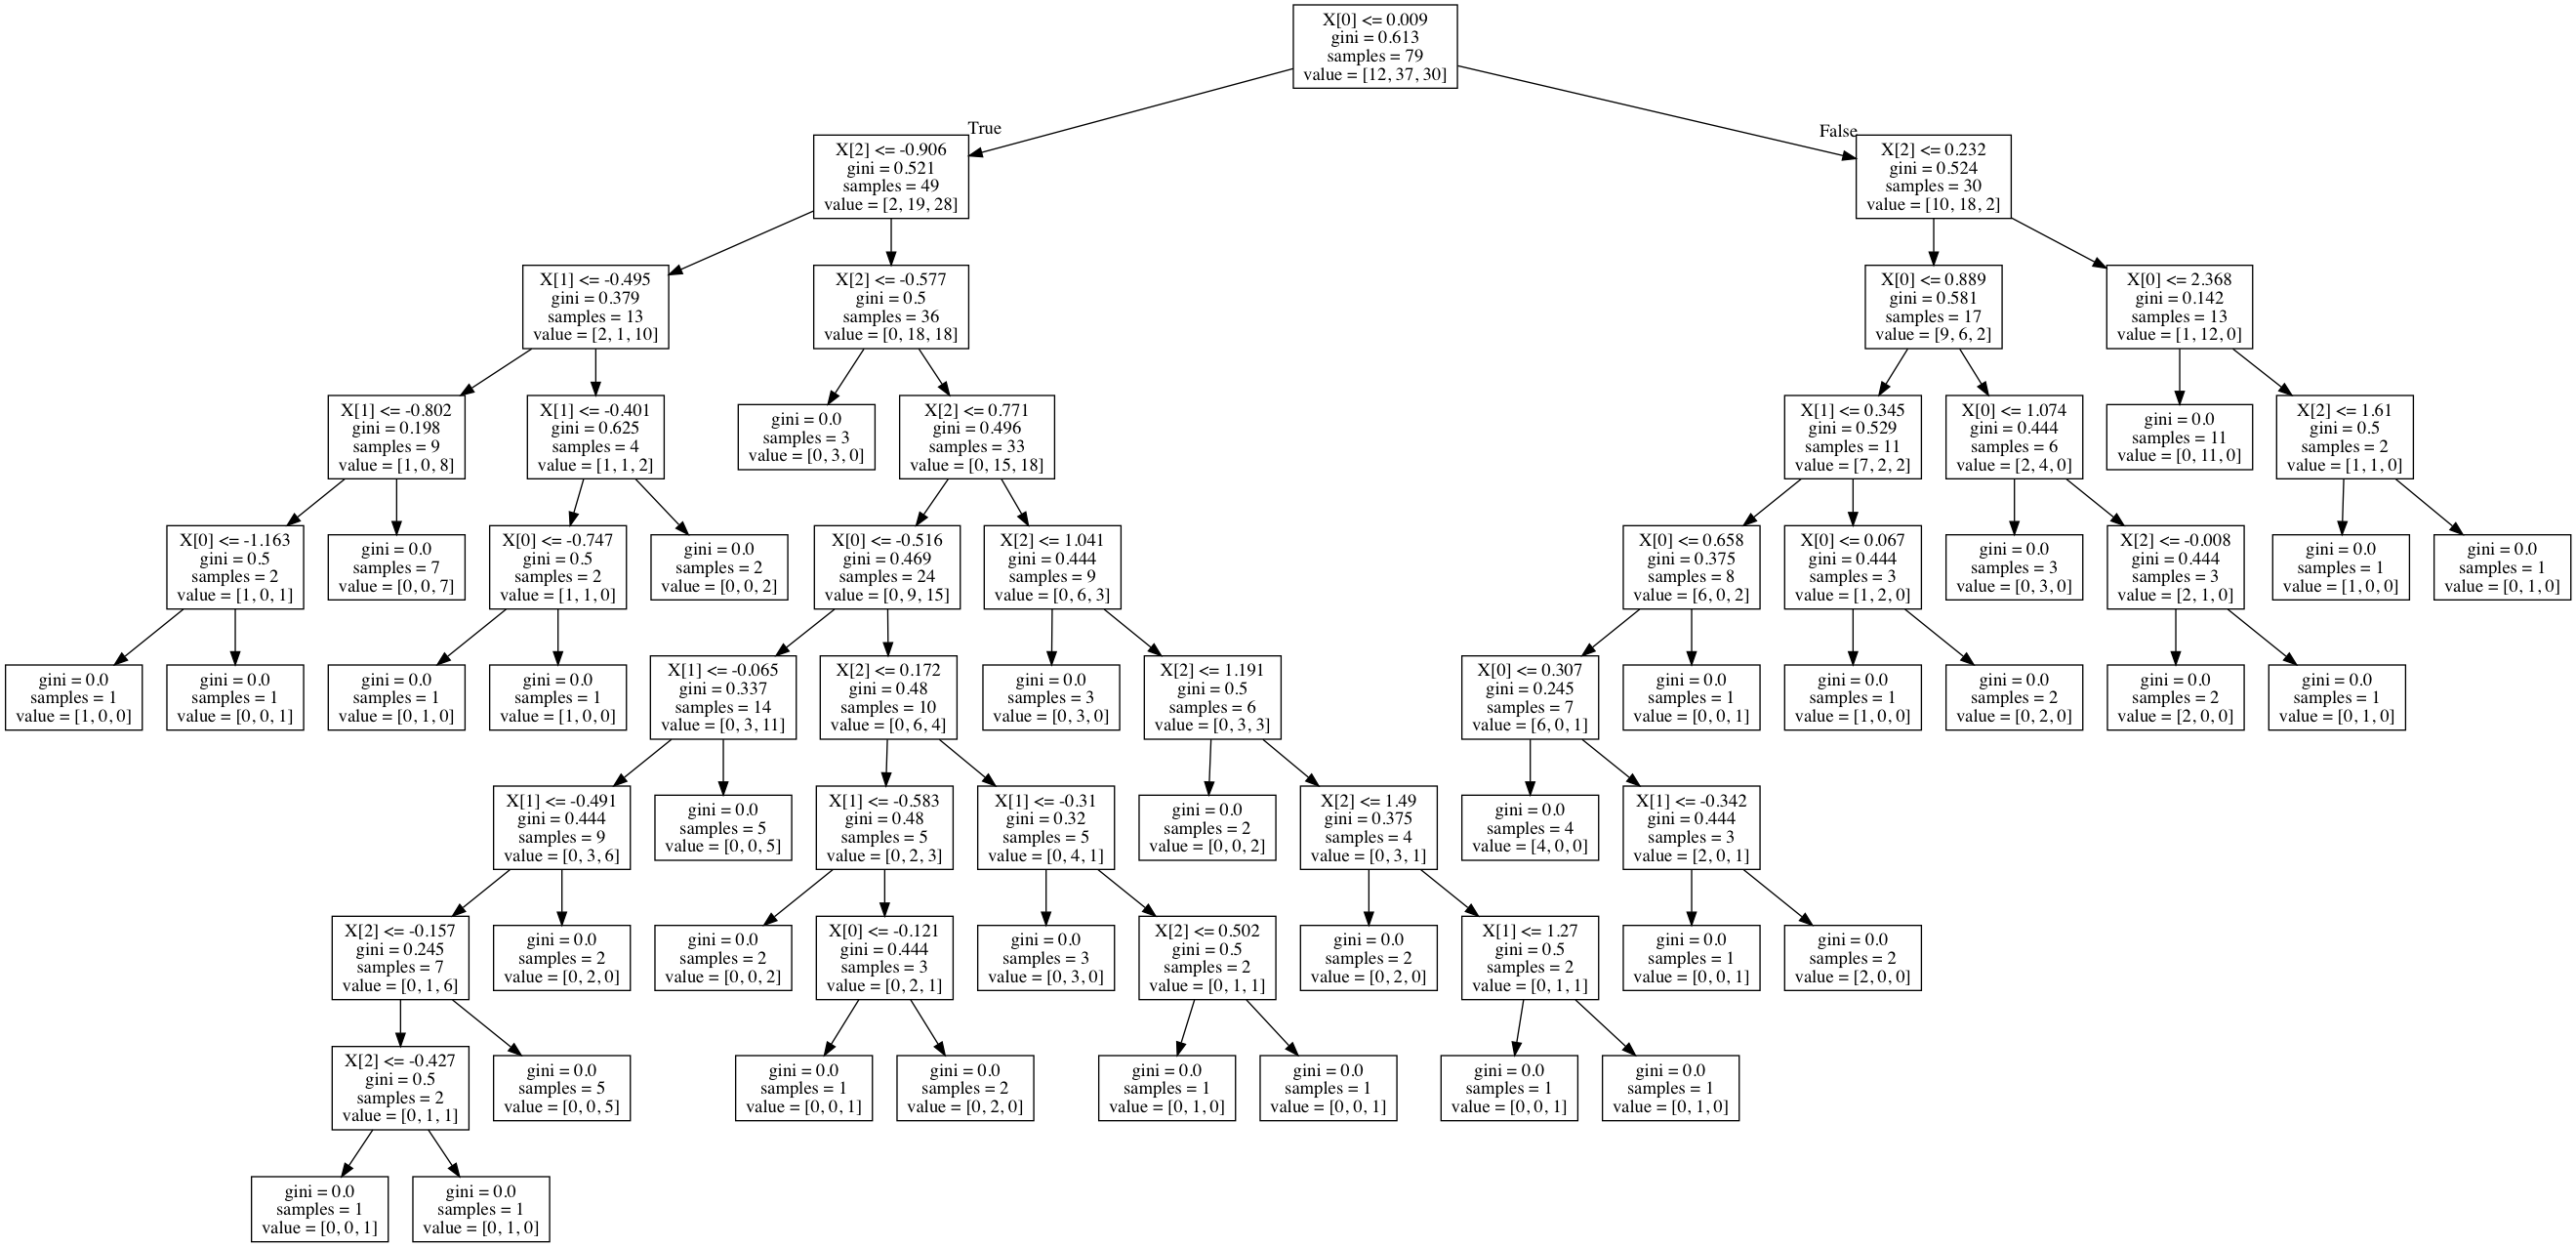 X[0] <= 0.009
gini = 0.613
samples = 79
value = [12, 37, 30]
True
False
X[2] <= -0.906
gini = 0.521
samples = 49
value = [2, 19, 28]
X[2] <= 0.232
gini = 0.524
samples = 30
value = [10, 18, 2]
X[1] <= -0.495
gini = 0.379
samples = 13
value = [2, 1, 10]
X[2] <= -0.577
gini = 0.5
samples = 36
value = [0, 18, 18]
X[0] <= 0.889
gini = 0.581
samples = 17
value = [9, 6, 2]
X[0] <= 2.368
gini = 0.142
samples = 13
value = [1, 12, 0]
X[1] <= -0.802
gini = 0.198
samples = 9
value = [1, 0, 8]
X[1] <= -0.401
gini = 0.625
samples = 4
value = [1, 1, 2]
gini = 0.0
samples = 3
value = [0, 3, 0]
X[2] <= 0.771
gini = 0.496
samples = 33
value = [0, 15, 18]
X[1] <= 0.345
gini = 0.529
samples = 11
value = [7, 2, 2]
X[0] <= 1.074
gini = 0.444
samples = 6
value = [2, 4, 0]
gini = 0.0
samples = 11
value = [0, 11, 0]
X[2] <= 1.61
gini = 0.5
samples = 2
value = [1, 1, 0]
X[0] <= -1.163
gini = 0.5
samples = 2
value = [1, 0, 1]
gini = 0.0
samples = 7
value = [0, 0, 7]
X[0] <= -0.747
gini = 0.5
samples = 2
value = [1, 1, 0]
gini = 0.0
samples = 2
value = [0, 0, 2]
X[0] <= -0.516
gini = 0.469
samples = 24
value = [0, 9, 15]
X[2] <= 1.041
gini = 0.444
samples = 9
value = [0, 6, 3]
X[0] <= 0.658
gini = 0.375
samples = 8
value = [6, 0, 2]
X[0] <= 0.067
gini = 0.444
samples = 3
value = [1, 2, 0]
gini = 0.0
samples = 3
value = [0, 3, 0]
X[2] <= -0.008
gini = 0.444
samples = 3
value = [2, 1, 0]
gini = 0.0
samples = 1
value = [1, 0, 0]
gini = 0.0
samples = 1
value = [0, 1, 0]
gini = 0.0
samples = 1
value = [1, 0, 0]
gini = 0.0
samples = 1
value = [0, 0, 1]
gini = 0.0
samples = 1
value = [0, 1, 0]
gini = 0.0
samples = 1
value = [1, 0, 0]
X[1] <= -0.065
gini = 0.337
samples = 14
value = [0, 3, 11]
X[2] <= 0.172
gini = 0.48
samples = 10
value = [0, 6, 4]
gini = 0.0
samples = 3
value = [0, 3, 0]
X[2] <= 1.191
gini = 0.5
samples = 6
value = [0, 3, 3]
X[0] <= 0.307
gini = 0.245
samples = 7
value = [6, 0, 1]
gini = 0.0
samples = 1
value = [0, 0, 1]
gini = 0.0
samples = 1
value = [1, 0, 0]
gini = 0.0
samples = 2
value = [0, 2, 0]
gini = 0.0
samples = 2
value = [2, 0, 0]
gini = 0.0
samples = 1
value = [0, 1, 0]
X[1] <= -0.491
gini = 0.444
samples = 9
value = [0, 3, 6]
gini = 0.0
samples = 5
value = [0, 0, 5]
X[1] <= -0.583
gini = 0.48
samples = 5
value = [0, 2, 3]
X[1] <= -0.31
gini = 0.32
samples = 5
value = [0, 4, 1]
gini = 0.0
samples = 2
value = [0, 0, 2]
X[2] <= 1.49
gini = 0.375
samples = 4
value = [0, 3, 1]
gini = 0.0
samples = 4
value = [4, 0, 0]
X[1] <= -0.342
gini = 0.444
samples = 3
value = [2, 0, 1]
X[2] <= -0.157
gini = 0.245
samples = 7
value = [0, 1, 6]
gini = 0.0
samples = 2
value = [0, 2, 0]
gini = 0.0
samples = 2
value = [0, 0, 2]
X[0] <= -0.121
gini = 0.444
samples = 3
value = [0, 2, 1]
gini = 0.0
samples = 3
value = [0, 3, 0]
X[2] <= 0.502
gini = 0.5
samples = 2
value = [0, 1, 1]
gini = 0.0
samples = 2
value = [0, 2, 0]
X[1] <= 1.27
gini = 0.5
samples = 2
value = [0, 1, 1]
gini = 0.0
samples = 1
value = [0, 0, 1]
gini = 0.0
samples = 2
value = [2, 0, 0]
X[2] <= -0.427
gini = 0.5
samples = 2
value = [0, 1, 1]
gini = 0.0
samples = 5
value = [0, 0, 5]
gini = 0.0
samples = 1
value = [0, 0, 1]
gini = 0.0
samples = 2
value = [0, 2, 0]
gini = 0.0
samples = 1
value = [0, 1, 0]
gini = 0.0
samples = 1
value = [0, 0, 1]
gini = 0.0
samples = 1
value = [0, 0, 1]
gini = 0.0
samples = 1
value = [0, 1, 0]
gini = 0.0
samples = 1
value = [0, 0, 1]
gini = 0.0
samples = 1
value = [0, 1, 0]